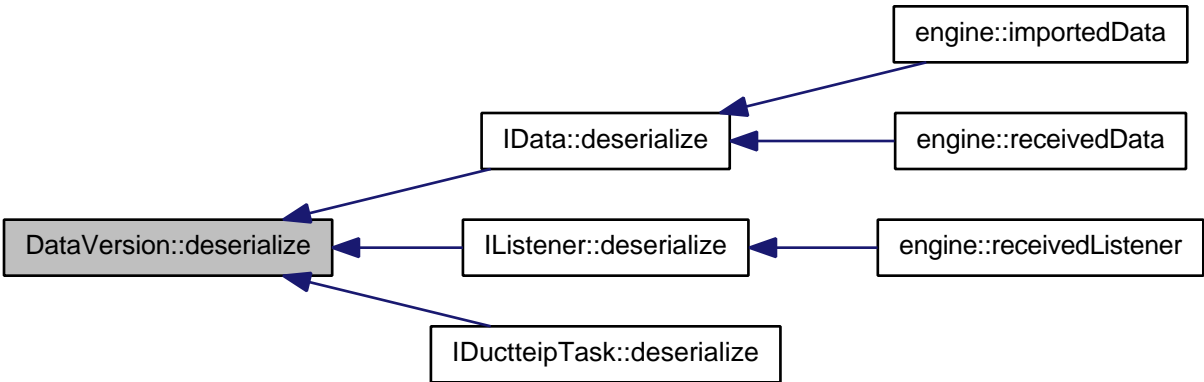 engine::importedData
IData::deserialize
engine::receivedData
DataVersion::deserialize
IListener::deserialize
engine::receivedListener
IDuctteipTask::deserialize